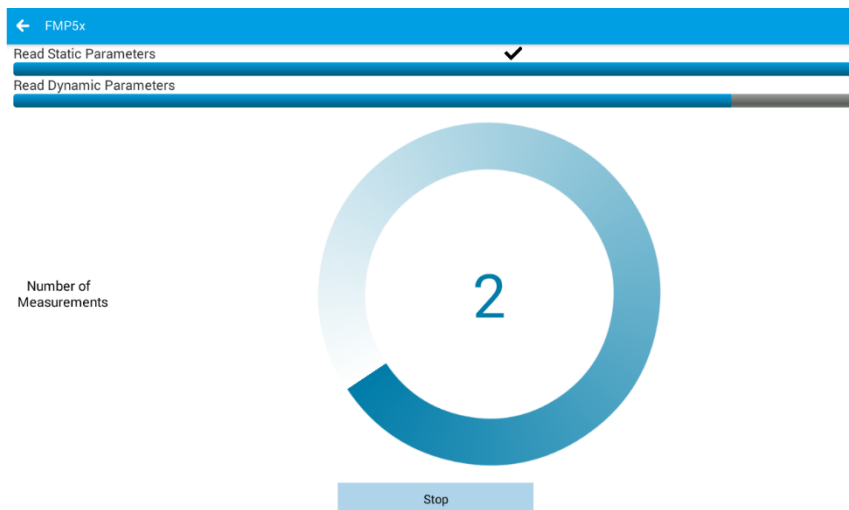 FMP5x
Read Static Parameters
Read Dynamic Parameters
2
Number of
Measurements
Stop